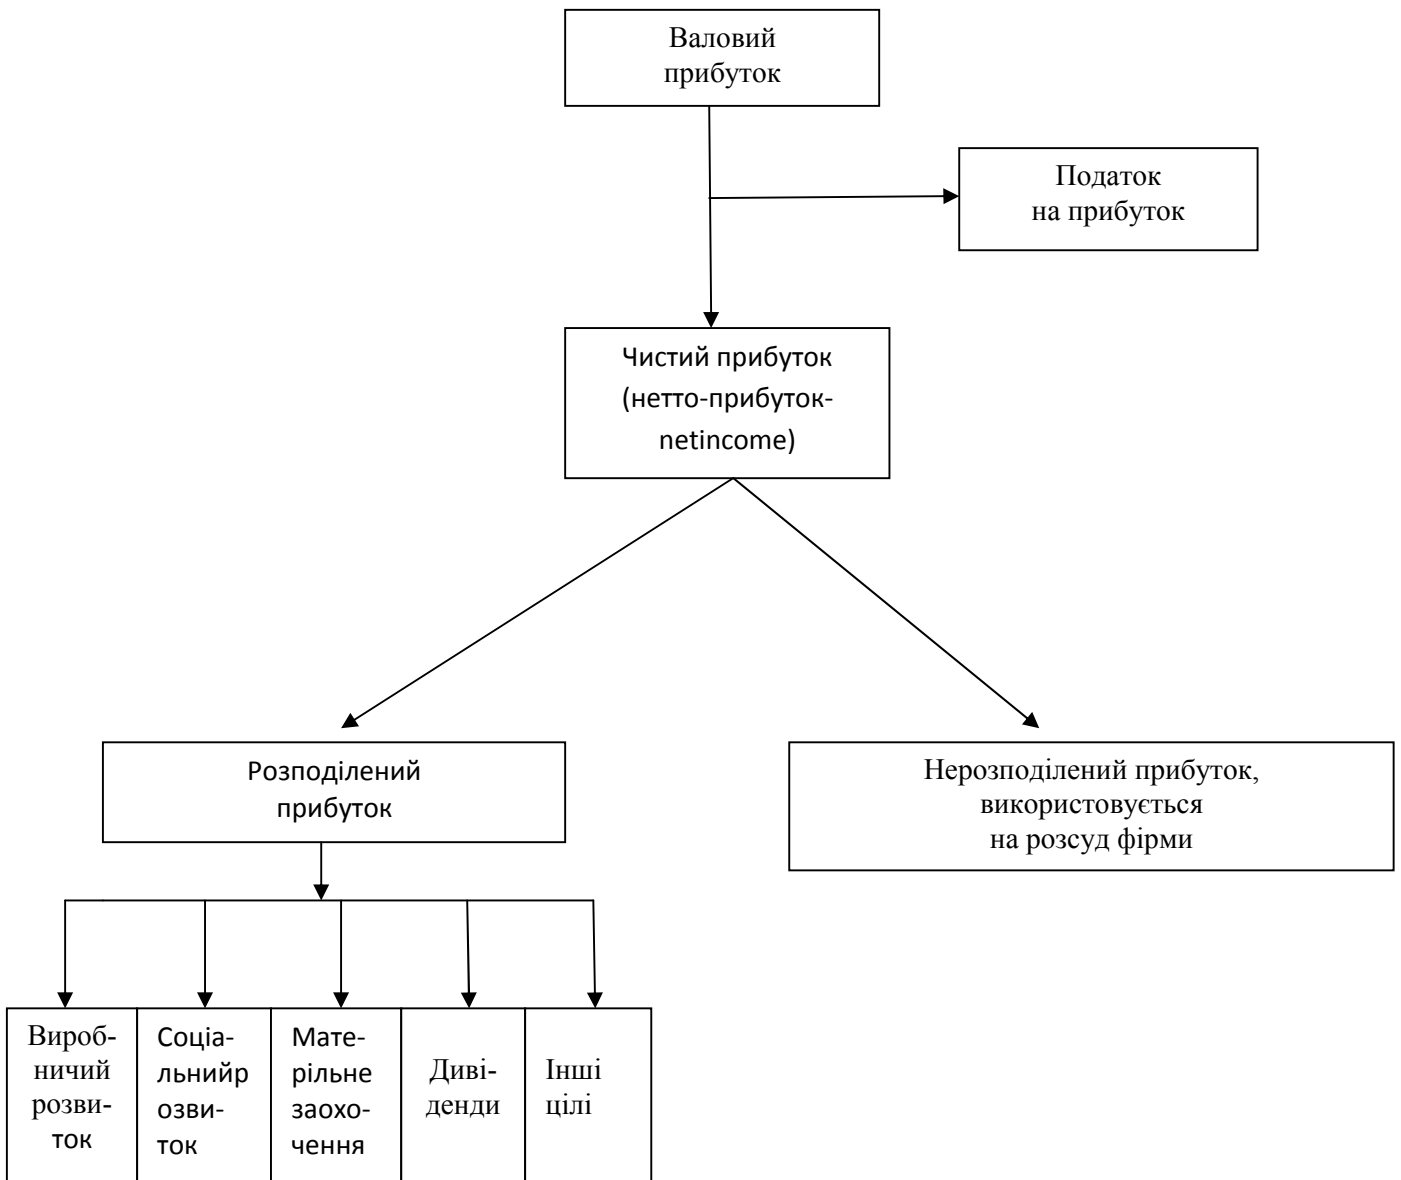 Валовий
прибуток
Податок
на прибуток
Чистий прибуток
(нетто-прибуток-
netincome)
Розподілений
прибуток
Нерозподілений прибуток,
використовується
на розсуд фірми
Вироб-
ничий
розви-
ток
Соціа-
льнийр
озви-
ток
Мате-
рільне
заохо-
чення
Диві-
денди
Інші
цілі